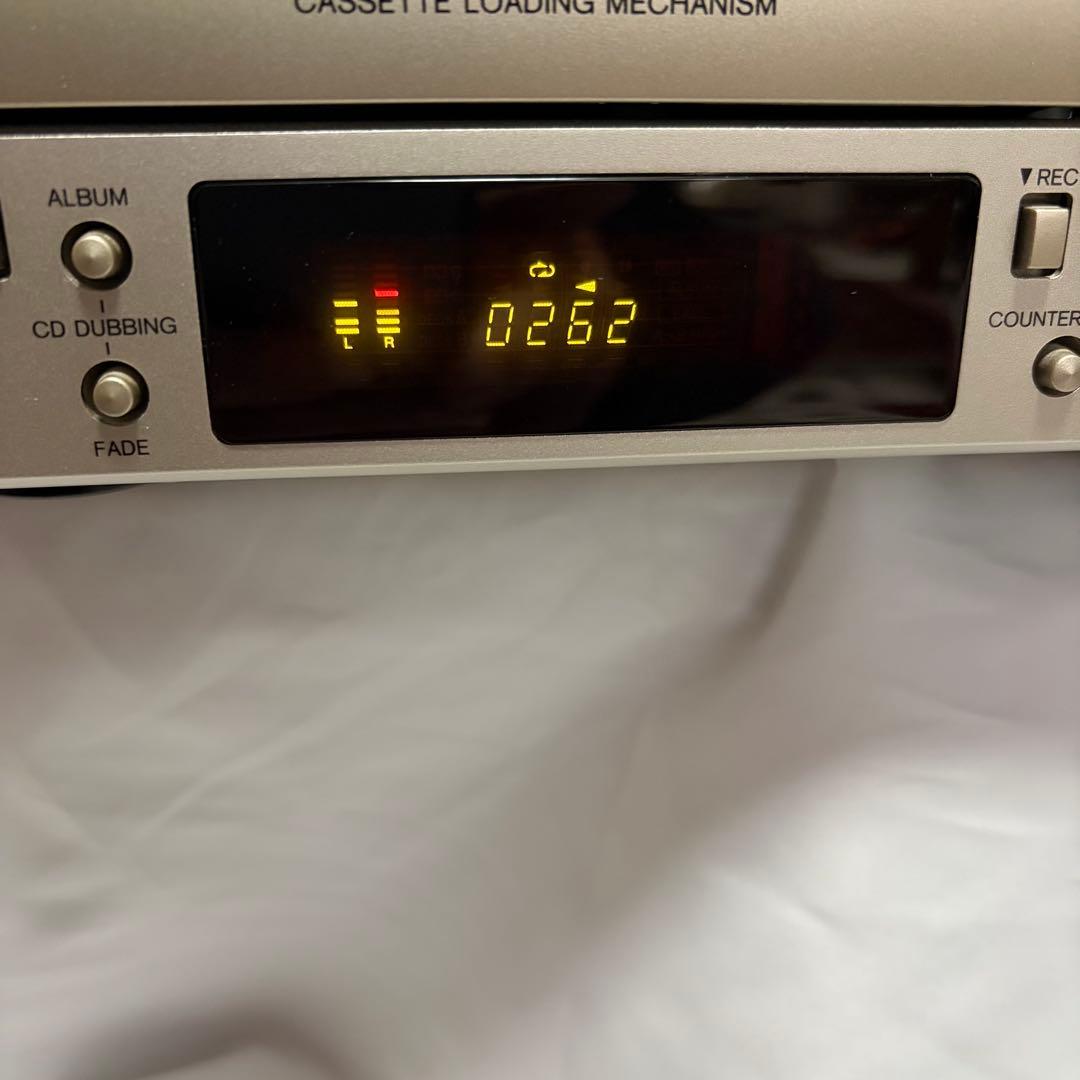 CASSETTE LOADING MECHANISM
ALBUM
CD DUBBING
FADE
L R
0262
▼ REC
COUNTER